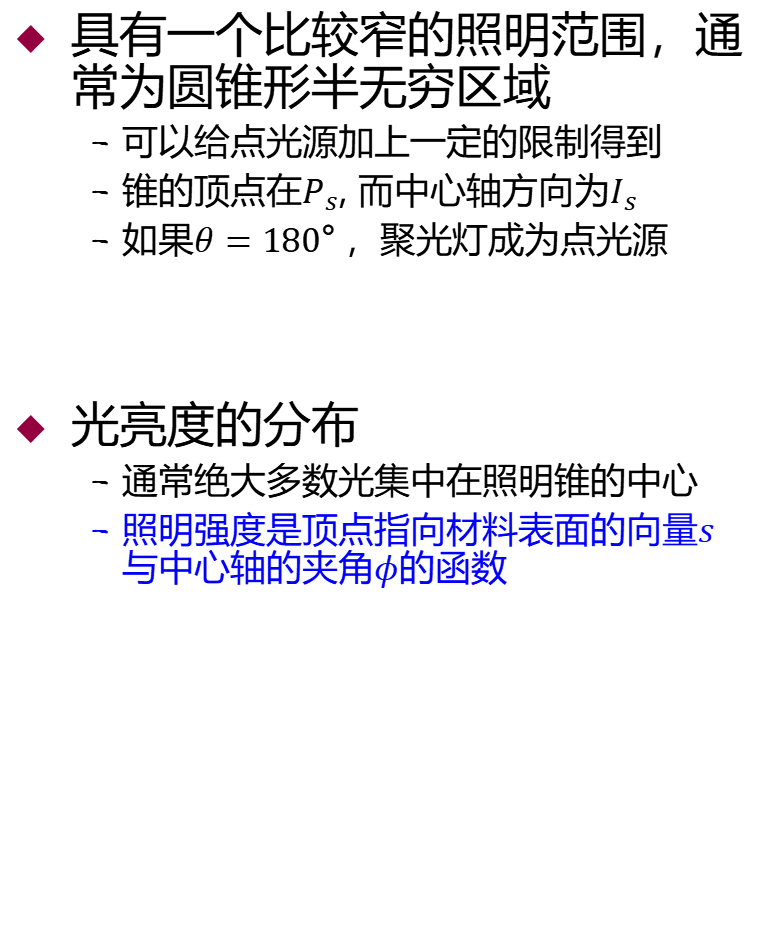 ◆ 具有一个比较窄的照明范围，通
常为圆锥形半无穷区域
– 可以给点光源加上一定的限制得到
– 锥的顶点在Pₛ, 而中心轴方向为Iₛ
– 如果θ = 180°， 聚光灯成为点光源
◆ 光亮度的分布
– 通常绝大多数光集中在照明锥的中心
– 照明强度是顶点指向材料表面的向量s
与中心轴的夹角ϕ的函数